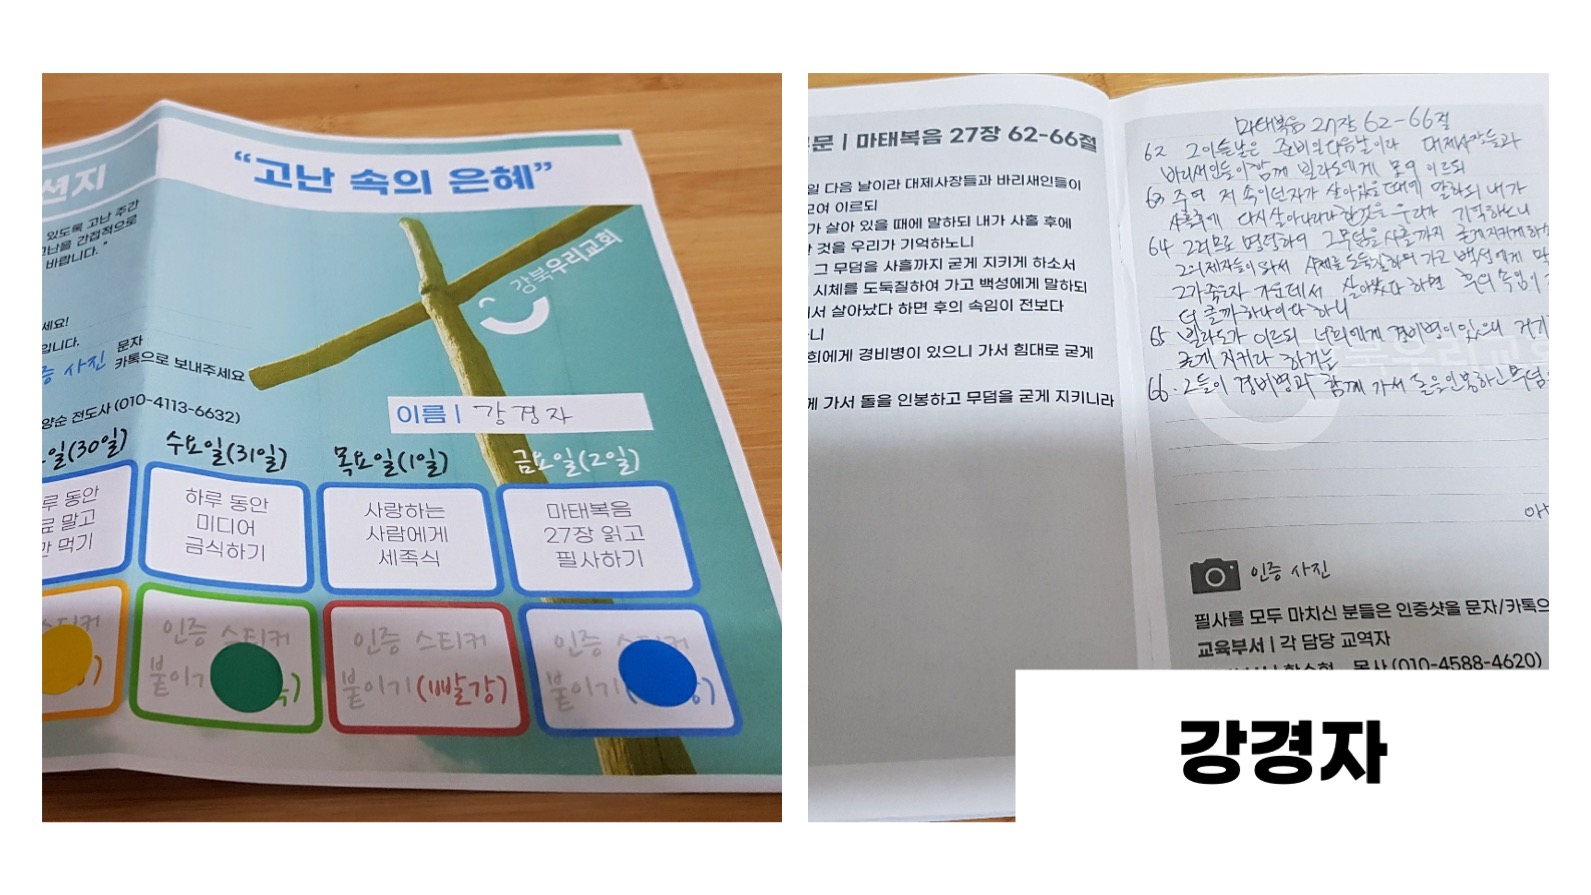 션지
“고난 속의 은혜”
있도록 고난 주간
고난을 간접적으로
바랍니다.”
강북우리교회
세요!
입니다.
증 사진 문자
카톡으로 보내주세요
양순 전도사 (010-4113-6632)
이름 | 강경자
일(30일) 수요일(31일) 목요일(1일) 금요일(2일)
루 동안
료 말고
만 먹기
하루 동안
미디어
금식하기
사랑하는
사람에게
세족식
마태복음
27장 읽고
필사하기
스티커
인증 스티커
붙이기
인증 스티커
붙이기(빨강)
인증 스티커
붙이기
문 | 마태복음 27장 62-66절
일 다음 날이라 대제사장들과 바리새인들이
모여 이르되
가 살아 있을 때에 말하되 내가 사흘 후에
것을 우리가 기억하노니
그 무덤을 사흘까지 굳게 지키게 하소서
시체를 도둑질하여 가고 백성에게 말하되
서 살아났다 하면 후의 속임이 전보다
니
희에게 경비병이 있으니 가서 힘대로 굳게
께 가서 돌을 인봉하고 무덤을 굳게 지키니라
마태복음 27장 62-66절
62 그 이튿날은 준비일 다음날이라 대제사장들과
바리새인들이 함께 빌라도에게 모여 이르되
63 주여 저 속이던 자가 살아있을 때에 말하되 내가
사흘후에 다시 살아나리라 한것을 우리가 기억하노니
64 그러므로 명령하여 그 무덤을 사흘까지 굳게 지키게 하소
그의 제자들이 와서 시체를 도둑질하여 가고 백성에게 말
그가 죽은자 가운데서 살아났다 하면 후의 속임이 전
더 클까 하나이다 하니
65 빌라도가 이르되 너희에게 경비병이 있으니 가
굳게 지키라 하거늘
강북우리교회
66. 그들이 경비병과 함께 가서 돌을 인봉하고 무덤을
인증 사진
필사를 모두 마치신 분들은 인증샷을 문자/카톡으
교육부서 | 각 담당 교역자
목사 (010-4588-4620)
강경자